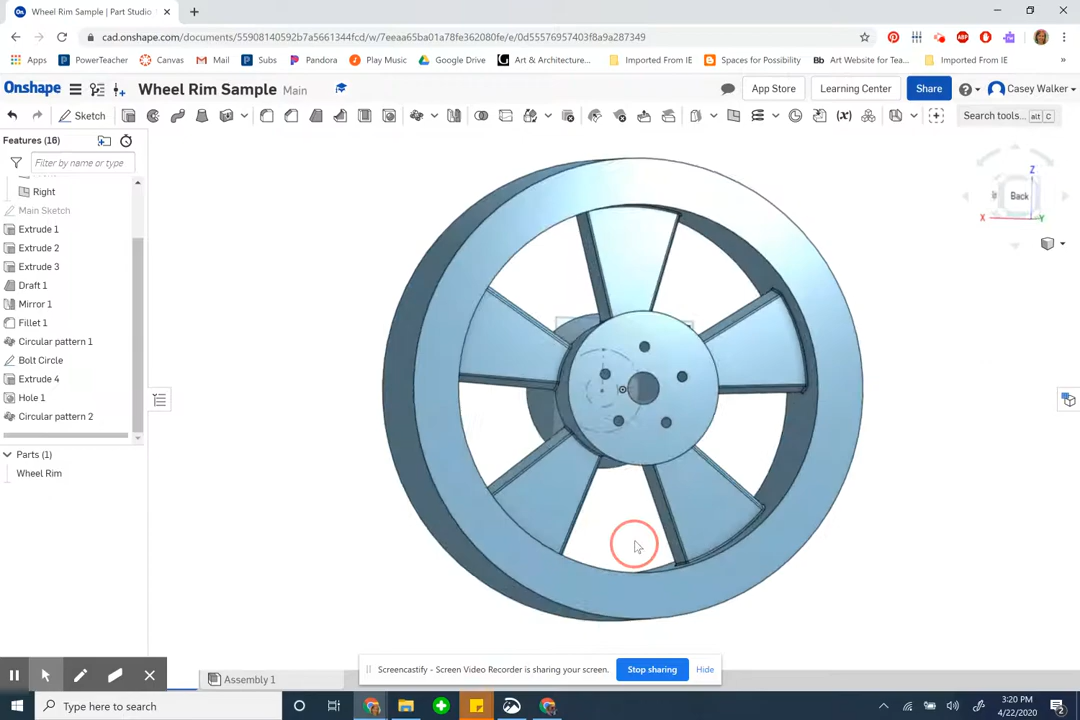 Wheel Rim Sample | Part Studio
cad.onshape.com/documents/55908140592b7a5661344fcd/w/7eeaa65ba01a78fe362080fe/e/0d55576957403f8a9a287349
Apps PowerTeacher Canvas Mail Subs Pandora Play Music Google Drive Art & Architecture... Imported From IE Spaces for Possibility Art Website for Tea... Imported From IE
Onshape Wheel Rim Sample Main App Store Learning Center Share Casey Walker
Sketch Search tools... alt C
Features (16)
Filter by name or type
Right
Main Sketch
Extrude 1
Extrude 2
Extrude 3
Draft 1
Mirror 1
Fillet 1
Circular pattern 1
Bolt Circle
Extrude 4
Hole 1
Circular pattern 2
Parts (1)
Wheel Rim
Z
Back
X Y
Screencastify - Screen Video Recorder is sharing your screen. Stop sharing Hide
Assembly 1
Type here to search
3:20 PM
4/22/2020
2